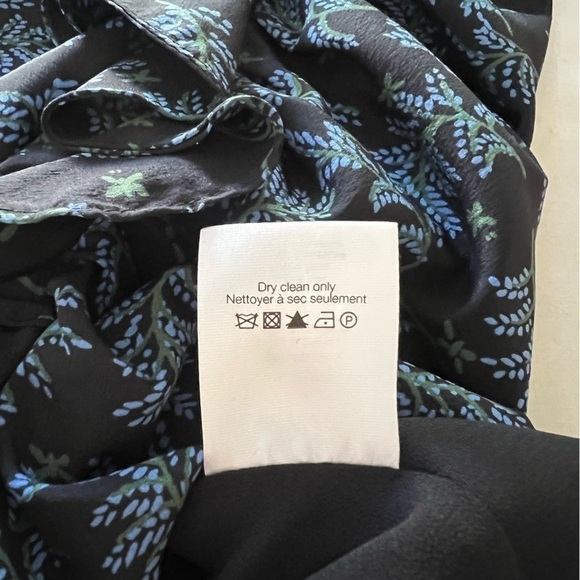 Dry clean only
Nettoyer à sec seulement
P